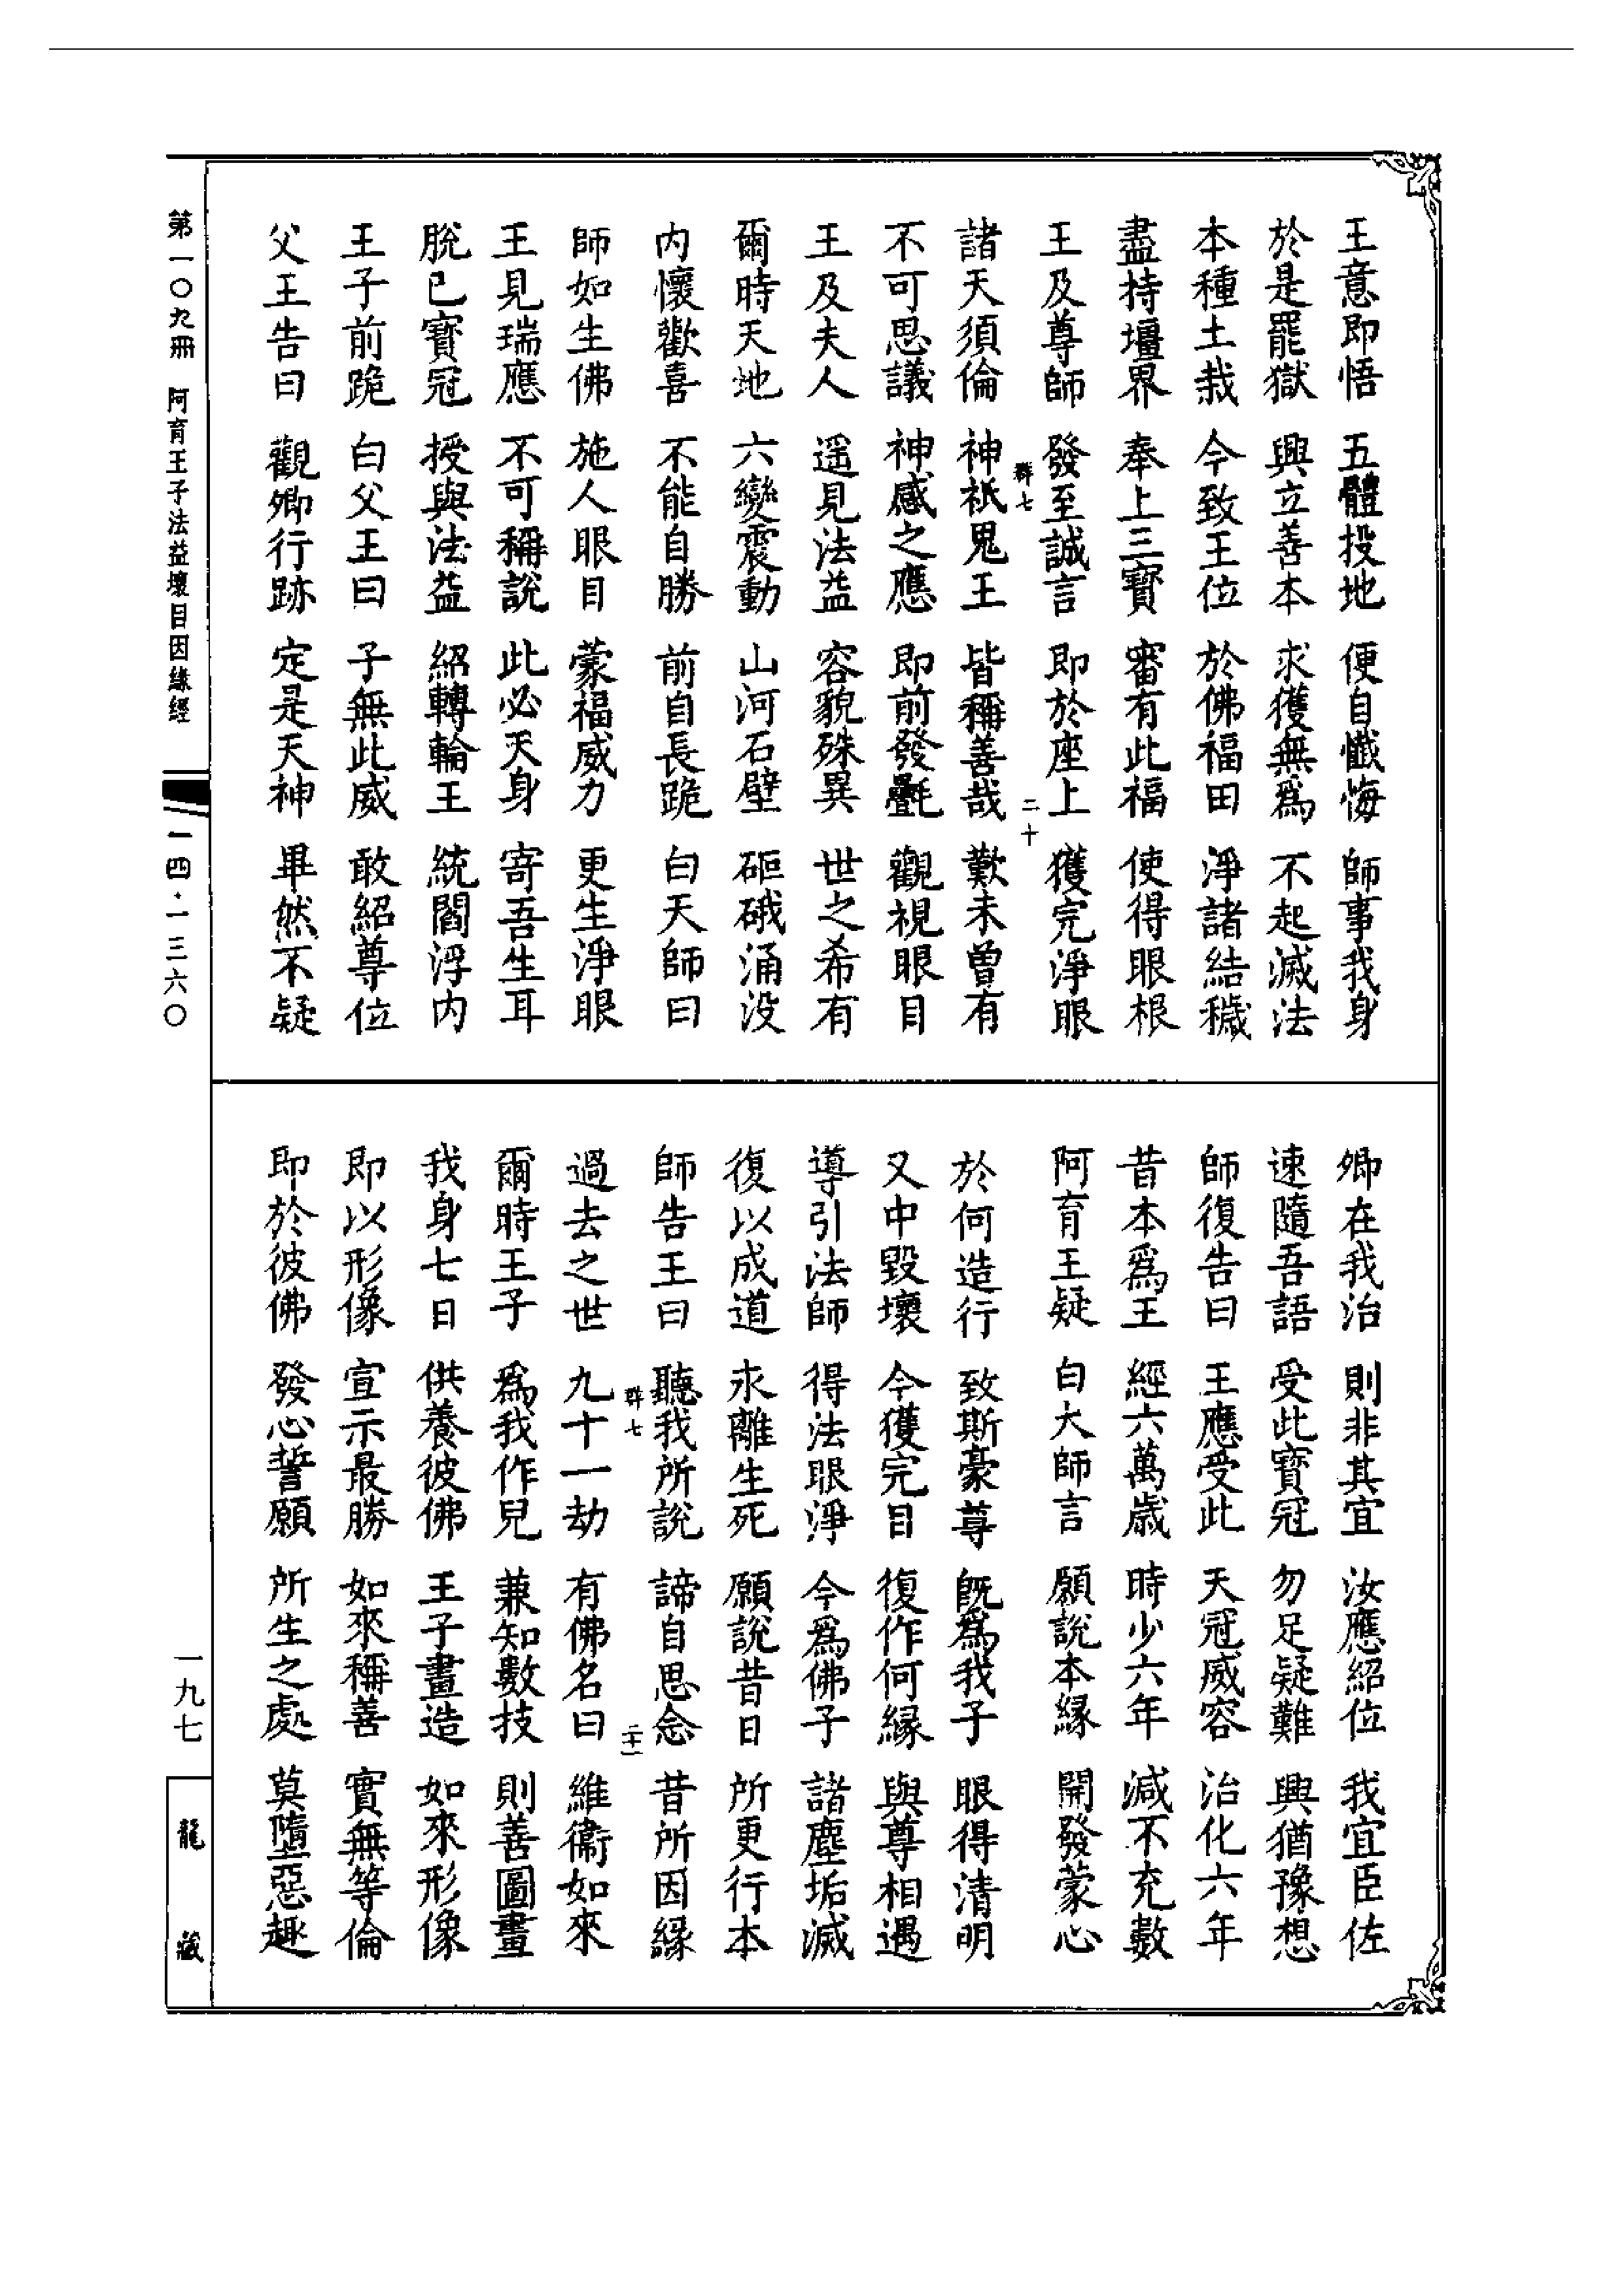 王意即悟 五體投地 便自懺悔 師事我身
於是罷獄 興立善本 求獲無爲 不起滅法
本種土栽 今致王位 於佛福田 淨諸結穢
盡持壃界 奉上三寶 審有此福 使得眼根
王及尊師 發至誠言 即於座上 獲完淨眼
群七 二十
諸天須倫 神祇鬼王 皆稱善哉 歎未曽有
不可思議 神感之應 即前發㲲 觀視眼目
王及夫人 遥見法益 容貌殊異 世之希有
爾時天地 六變震動 山河石壁 砠硪涌没
内懷歡喜 不能自勝 前自長跪 白天師曰
師如生佛 施人眼目 蒙福威力 更生淨眼
王見瑞應 不可稱說 此必天身 寄吾生耳
脫已寳冠 授與法益 紹轉輪王 統閻浮内
王子前跪 白父王曰 子無此威 敢紹尊位
父王告曰 觀卿行跡 定是天神 畢然不疑
卿在我治 則非其宜 汝應紹位 我宜臣佐
速隨吾語 受此寳冠 勿足疑難 興猶豫想
師復告曰 王應受此 天冠威容 治化六年
昔本爲王 經六萬歲 時少六年 減不充數
阿育王疑 白大師言 願說本緣 開發蒙心
於何造行 致斯豪尊 旣爲我子 眼得清明
又中毀壞 今獲完目 復作何緣 與尊相遇
導引法師 得法眼淨 今爲佛子 諸塵垢滅
復以成道 永離生死 願說昔日 所更行本
師告王曰 聽我所說 諦自思念 昔所因緣
群七 二十一
過去之世 九十一劫 有佛名曰 維衞如來
爾時王子 爲我作兒 兼知數技 則善圖畫
我身七日 供養彼佛 王子畫造 如來形像
即以形像 宣示最勝 如來稱善 實無等倫
即於彼佛 發心誓願 所生之處 莫墮惡趣
第一〇九冊 阿育王子法益壞目因緣經
一四·一三六〇
一九七
龍藏